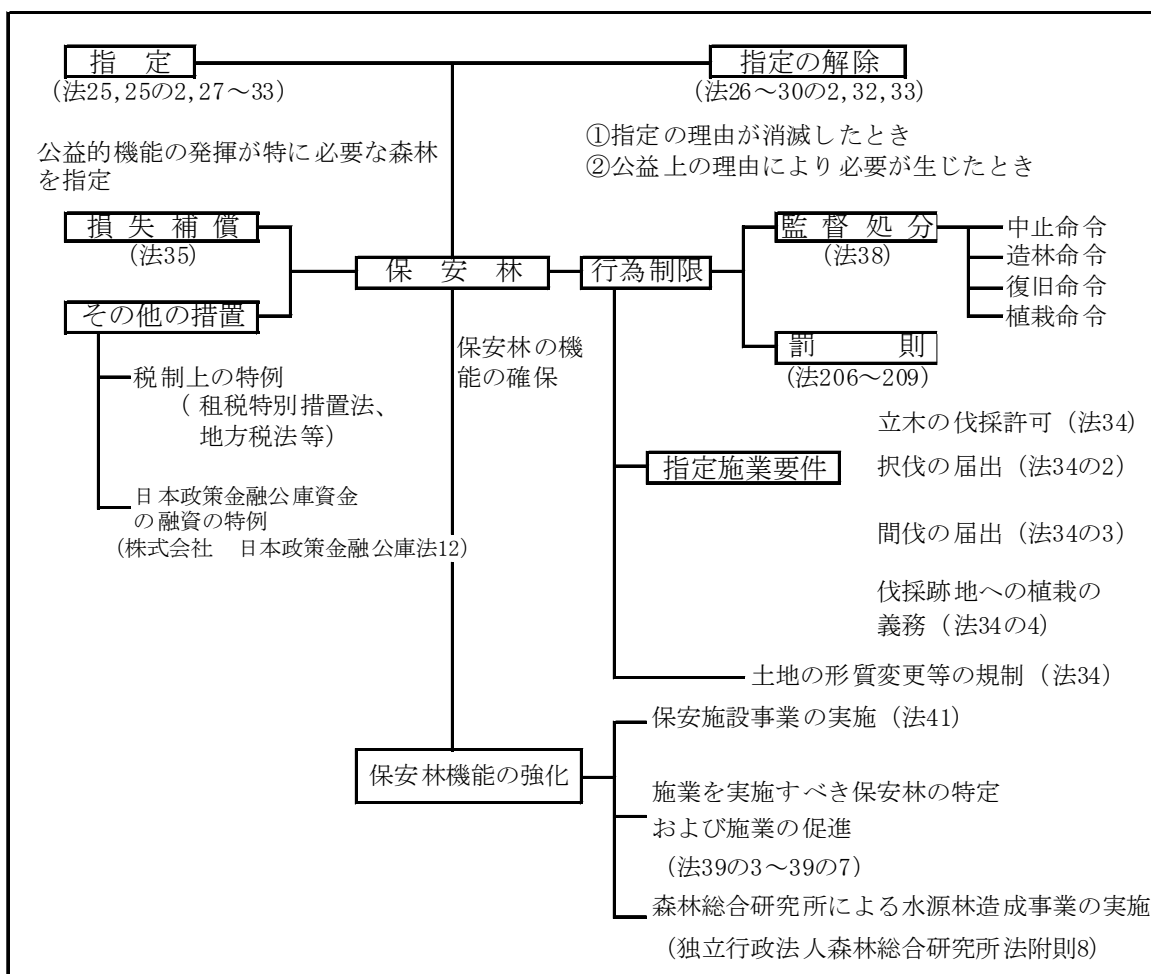 指定
指定の解除
(法25,25の2,27～33)
(法26～30の2,32,33)
公益的機能の発揮が特に必要な森林
を指定
①指定の理由が消滅したとき
②公益上の理由により必要が生じたとき
損失補償
(法35)
監督処分
(法38)
中止命令
造林命令
復旧命令
植栽命令
保安林
行為制限
その他の措置
罰則
(法206～209)
保安林の機
能の確保
税制上の特例
(租税特別措置法、
地方税法等)
立木の伐採許可(法34)
指定施業要件
択伐の届出(法34の2)
日本政策金融公庫資金
の融資の特例
(株式会社 日本政策金融公庫法12)
間伐の届出(法34の3)
伐採跡地への植栽の
義務(法34の4)
土地の形質変更等の規制(法34)
保安林機能の強化
保安施設事業の実施(法41)
施業を実施すべき保安林の特定
および施業の促進
(法39の3～39の7)
森林総合研究所による水源林造成事業の実施
(独立行政法人森林総合研究所法附則8)